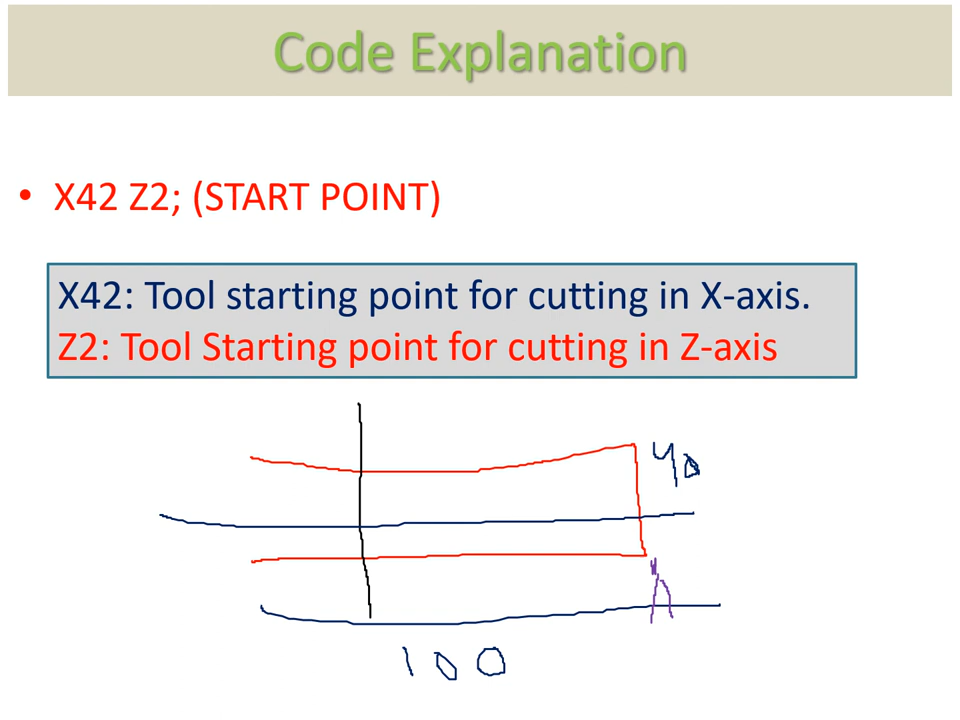 Code Explanation
• X42 Z2; (START POINT)
X42: Tool starting point for cutting in X-axis.
Z2: Tool Starting point for cutting in Z-axis
40
100